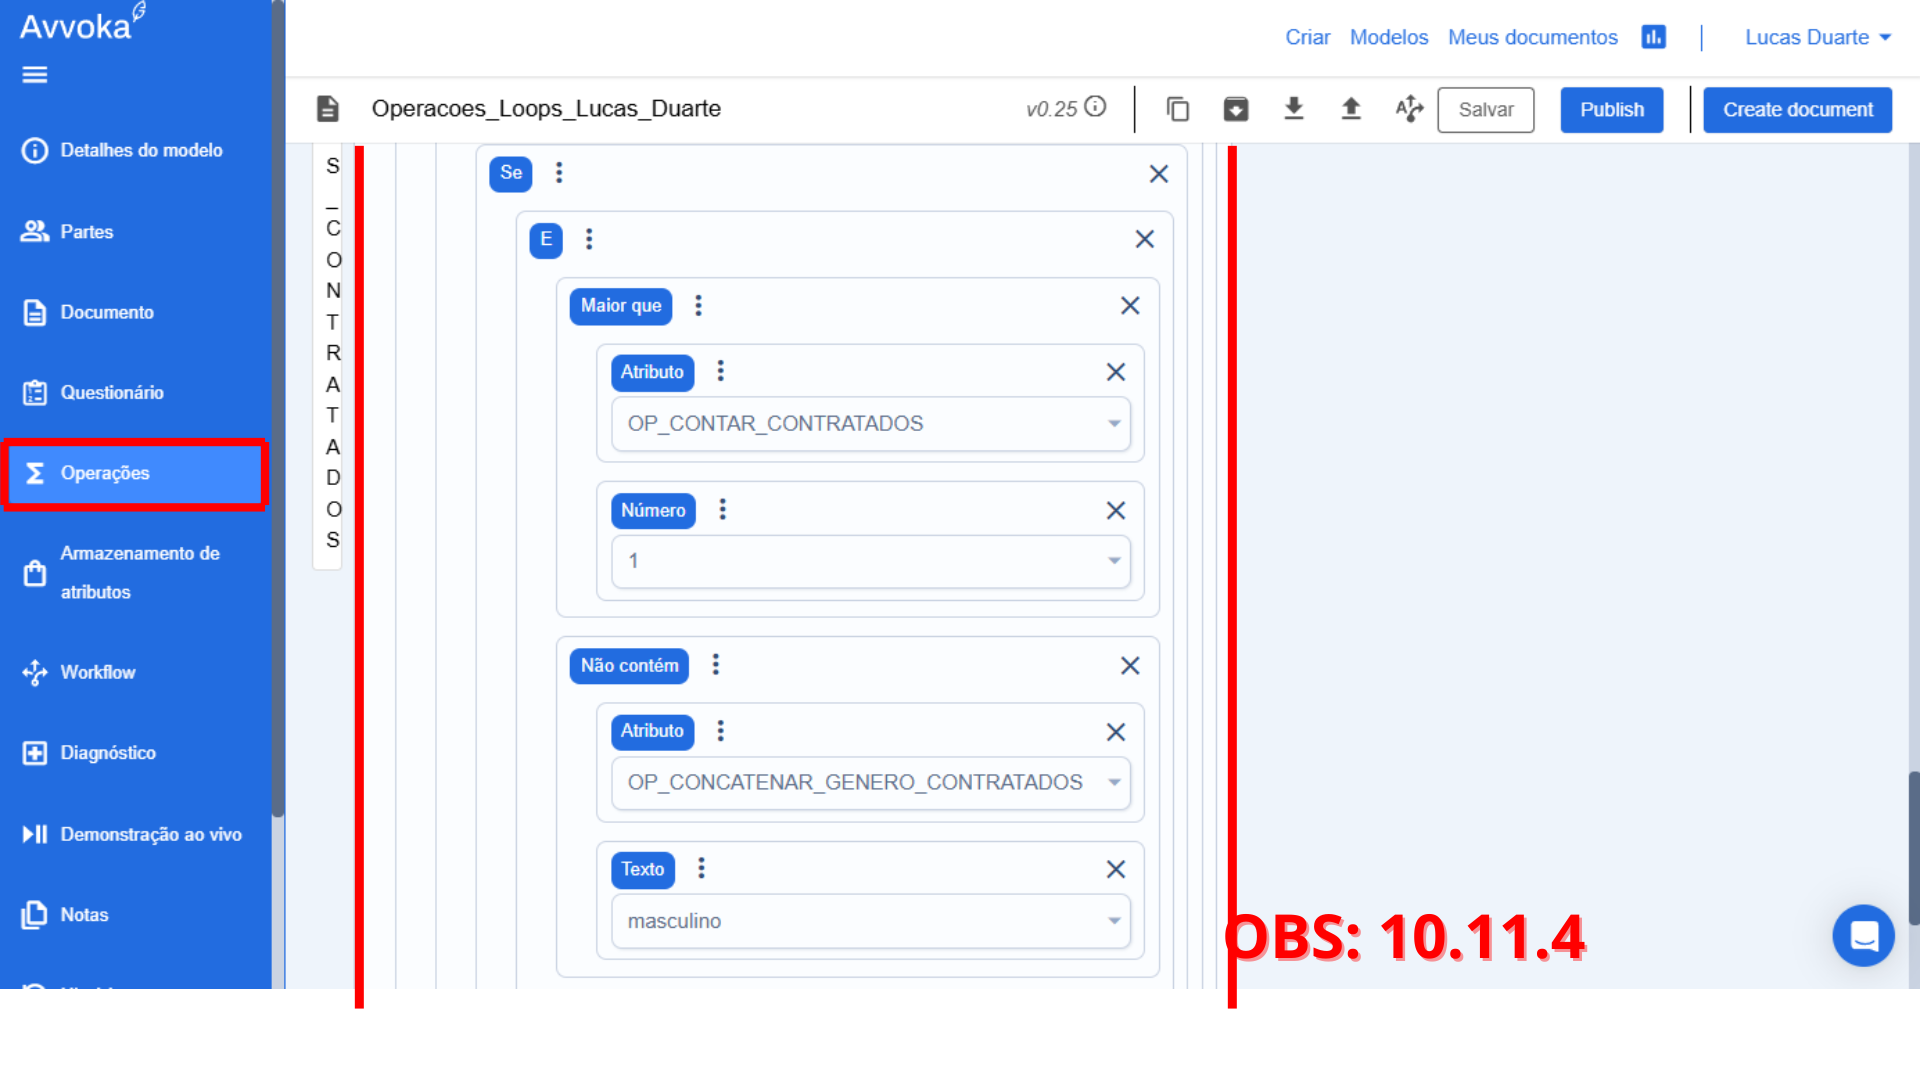 Avvoka
Criar Modelos Meus documentos Lucas Duarte
Operacoes_Loops_Lucas_Duarte v0.25 Salvar Publish Create document
Detalhes do modelo
Partes
Documento
Questionário
Operações
Armazenamento de
atributos
Workflow
Diagnóstico
Demonstração ao vivo
Notas
S
_
C
O
N
T
R
A
T
A
D
O
S
Se
E
Maior que
Atributo
OP_CONTAR_CONTRATADOS
Número
1
Não contém
Atributo
OP_CONCATENAR_GENERO_CONTRATADOS
Texto
masculino
OBS: 10.11.4